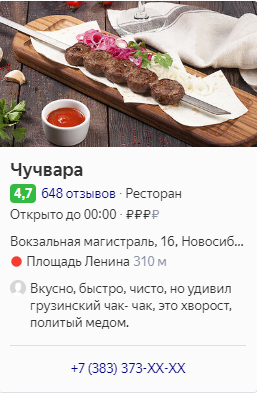 Чучвара
4,7 648 отзывов · Ресторан
Открыто до 00:00 · ₽₽₽₽
Вокзальная магистраль, 1б, Новосиб...
Площадь Ленина 310 м
Вкусно, быстро, чисто, но удивил
грузинский чак- чак, это хворост,
политый медом.
+7 (383) 373-XX-XX